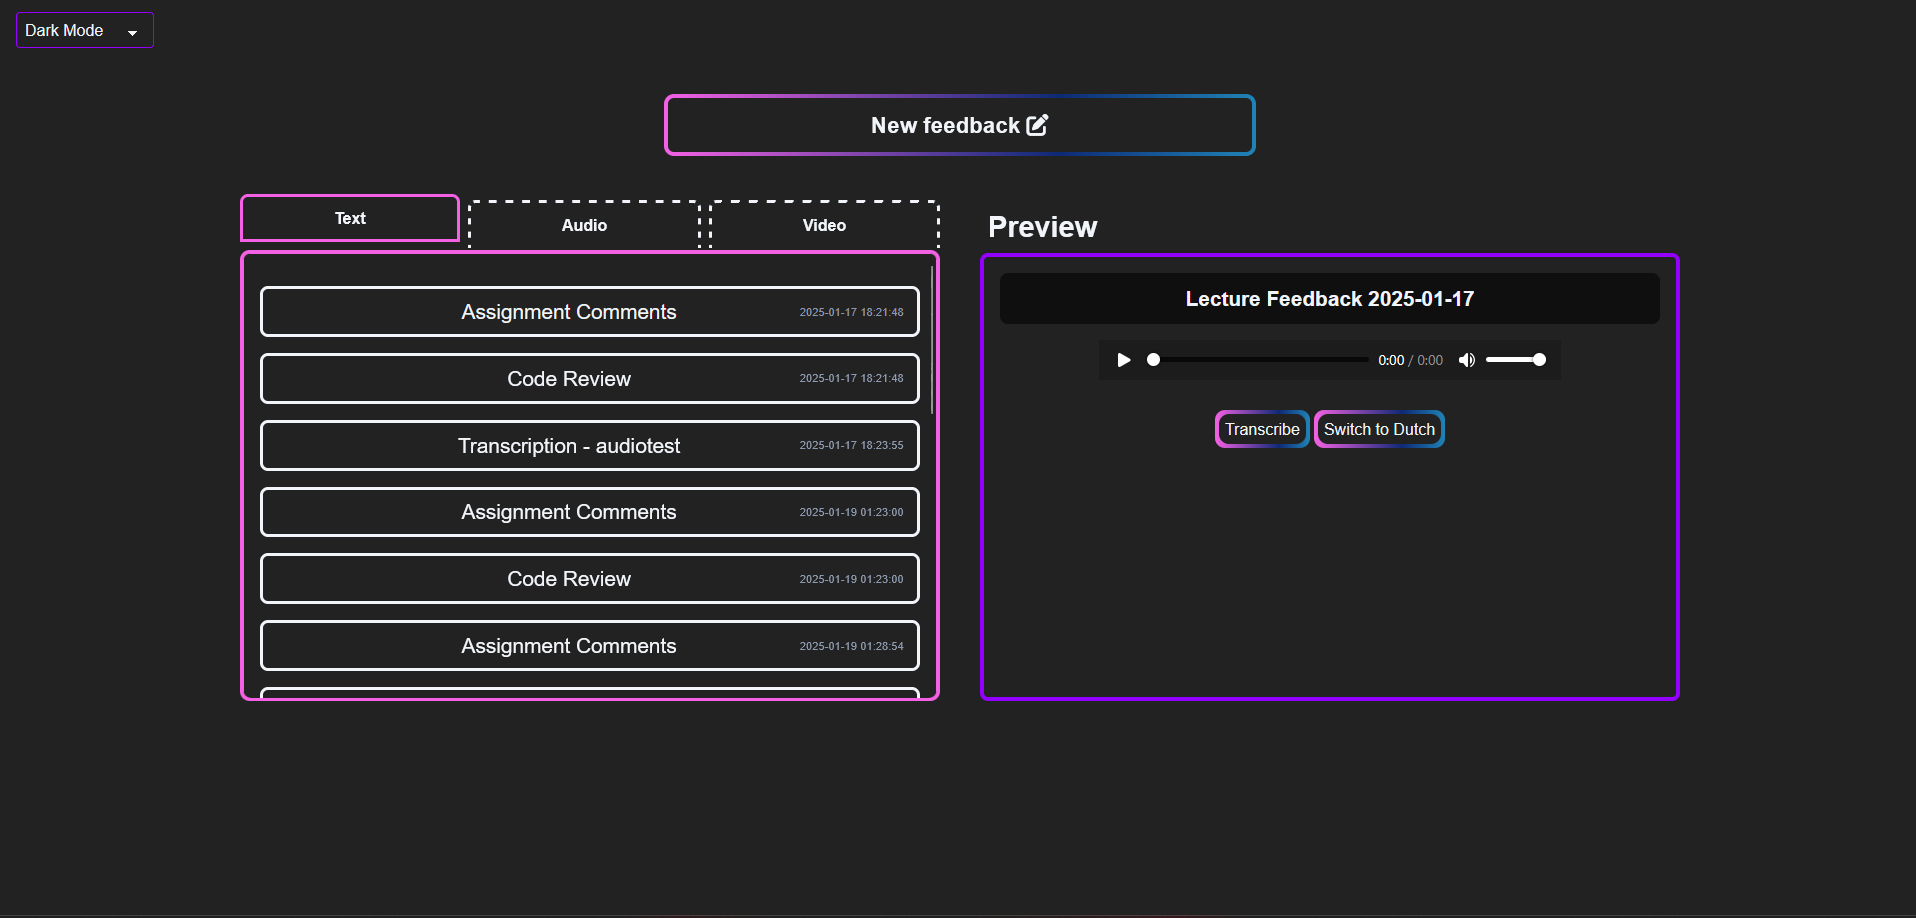 Dark Mode
New feedback
Text
Audio
Video
Assignment Comments 2025-01-17 18:21:48
Code Review 2025-01-17 18:21:48
Transcription - audiotest 2025-01-17 18:23:55
Assignment Comments 2025-01-19 01:23:00
Code Review 2025-01-19 01:23:00
Assignment Comments 2025-01-19 01:28:54
Preview
Lecture Feedback 2025-01-17
0:00 / 0:00
Transcribe
Switch to Dutch